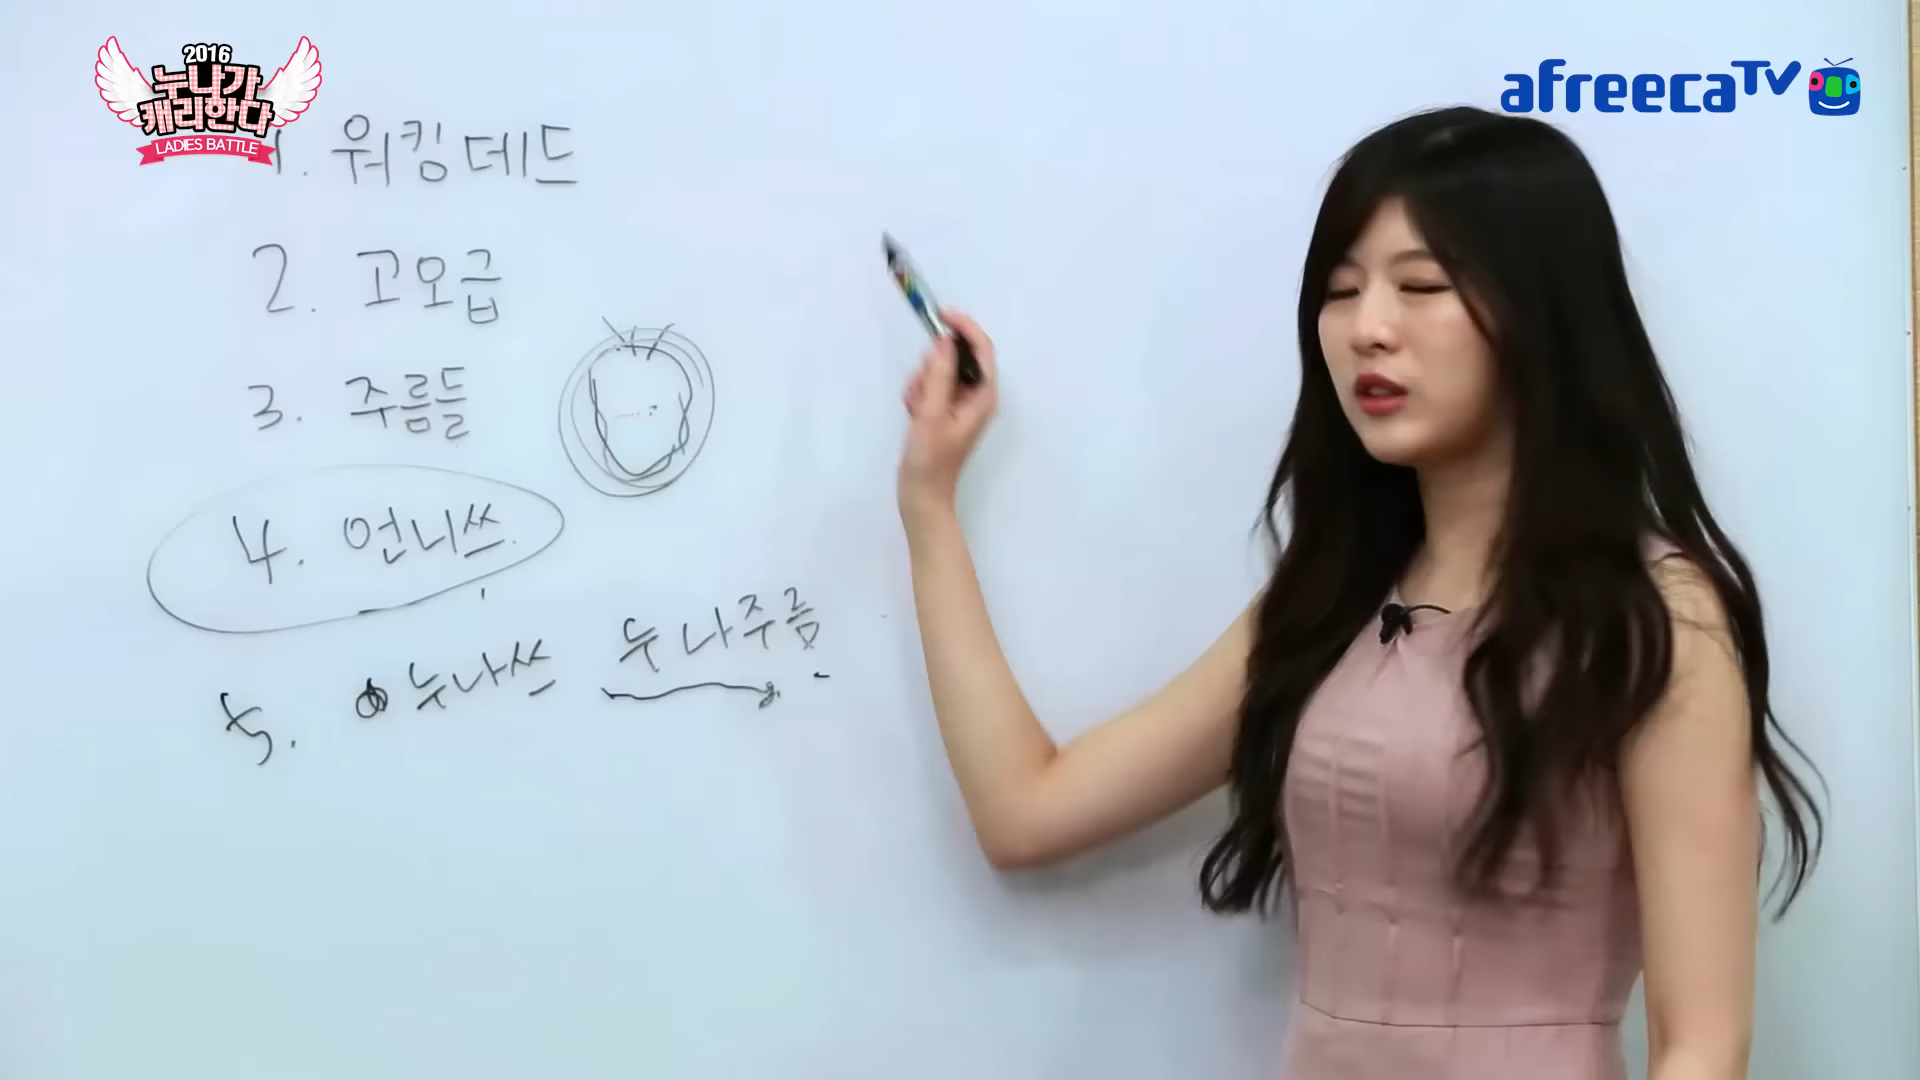 2016
누나가
캐리한다
LADIES BATTLE
afreecaTV
1. 워킹데드
2. 고오급
3. 주름들
4. 언니쓰
5. 누나쓰 누나주름